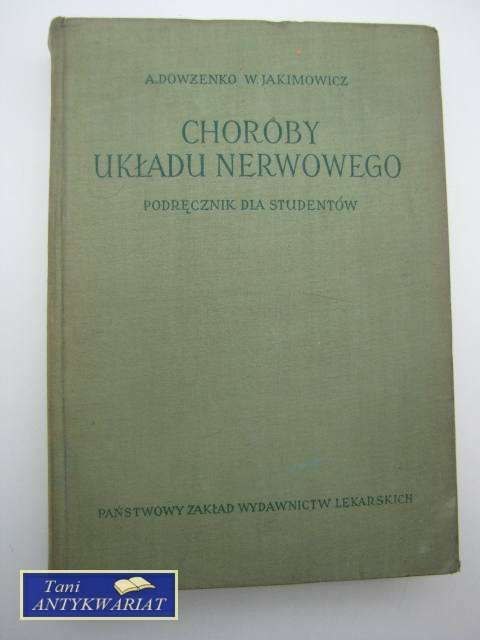 A.DOWŻENKO W.JAKIMOWICZ
CHOROBY
UKŁADU NERWOWEGO
PODRĘCZNIK DLA STUDENTÓW
PAŃSTWOWY ZAKŁAD WYDAWNICTW LEKARSKICH
Tani
ANTYKWARIAT